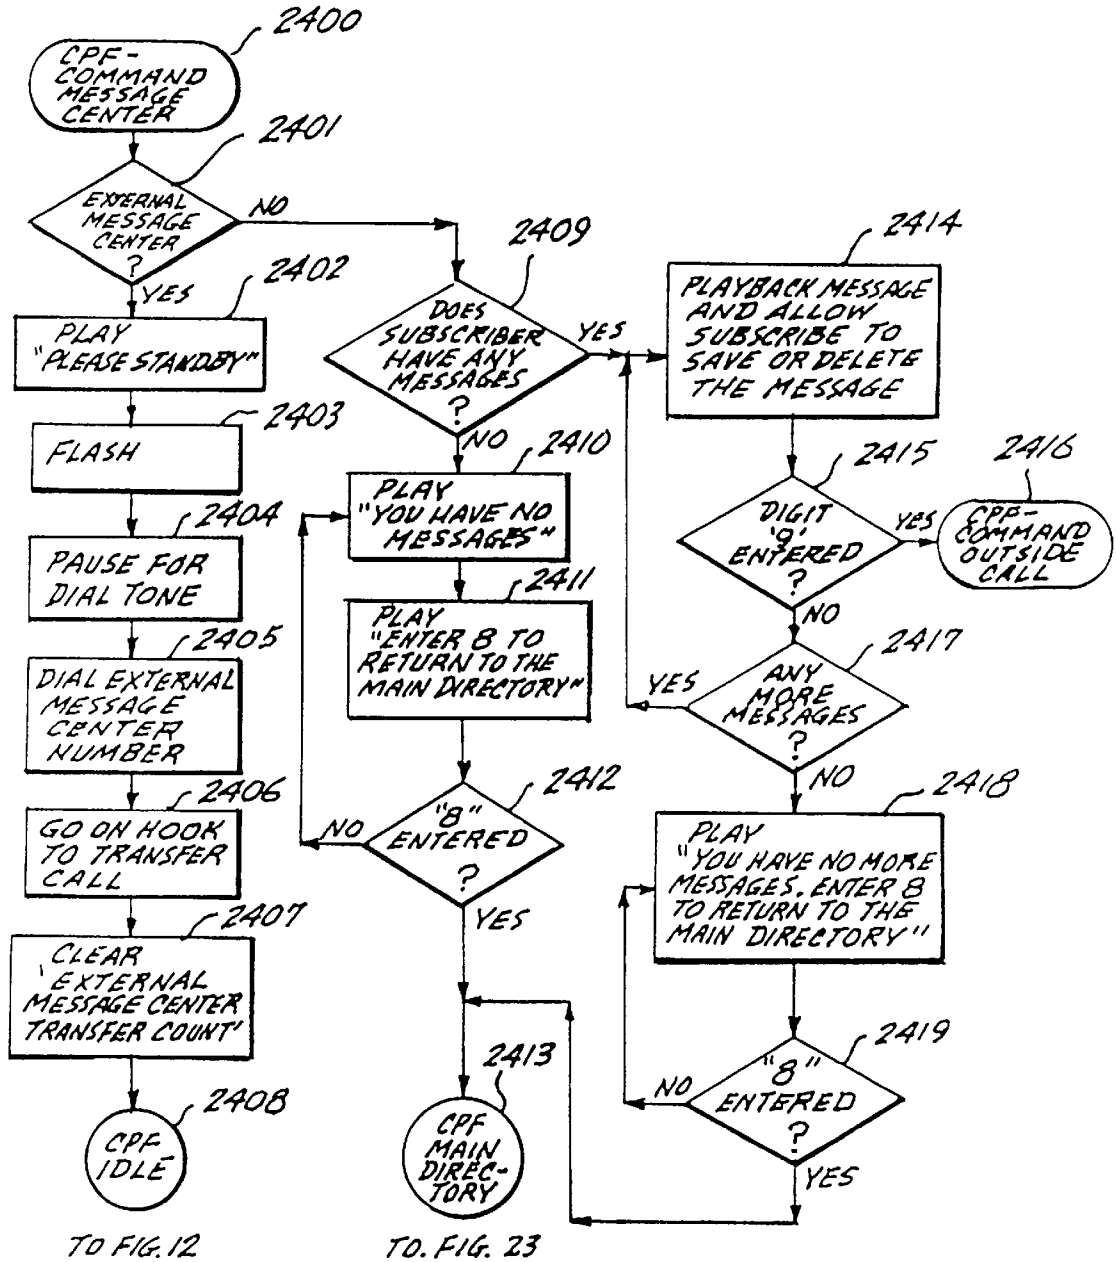 2400
CPF-
COMMAND
MESSAGE
CENTER
2401
EXTERNAL
MESSAGE
CENTER
?
NO
YES
2402
PLAY
"PLEASE STANDBY"
2403
FLASH
2404
PAUSE FOR
DIAL TONE
2405
DIAL EXTERNAL
MESSAGE
CENTER
NUMBER
2406
GO ON HOOK
TO TRANSFER
CALL
2407
CLEAR
'EXTERNAL
MESSAGE CENTER
TRANSFER COUNT'
2408
CPF
IDLE
TO FIG. 12
2409
DOES
SUBSCRIBER
HAVE ANY
MESSAGES
?
YES
NO
2410
PLAY
"YOU HAVE NO
MESSAGES"
2411
PLAY
"ENTER 8 TO
RETURN TO THE
MAIN DIRECTORY"
2412
"8"
ENTERED
?
NO
YES
2413
CPF
MAIN
DIREC-
TORY
TO. FIG. 23
2414
PLAYBACK MESSAGE
AND ALLOW
SUBSCRIBE TO
SAVE OR DELETE
THE MESSAGE
2415
DIGIT
'9'
ENTERED
?
YES
NO
2416
CPF-
COMMAND
OUTSIDE
CALL
2417
ANY
MORE
MESSAGES
?
YES
NO
2418
PLAY
"YOU HAVE NO MORE
MESSAGES. ENTER 8
TO RETURN TO THE
MAIN DIRECTORY"
2419
"8"
ENTERED
?
NO
YES